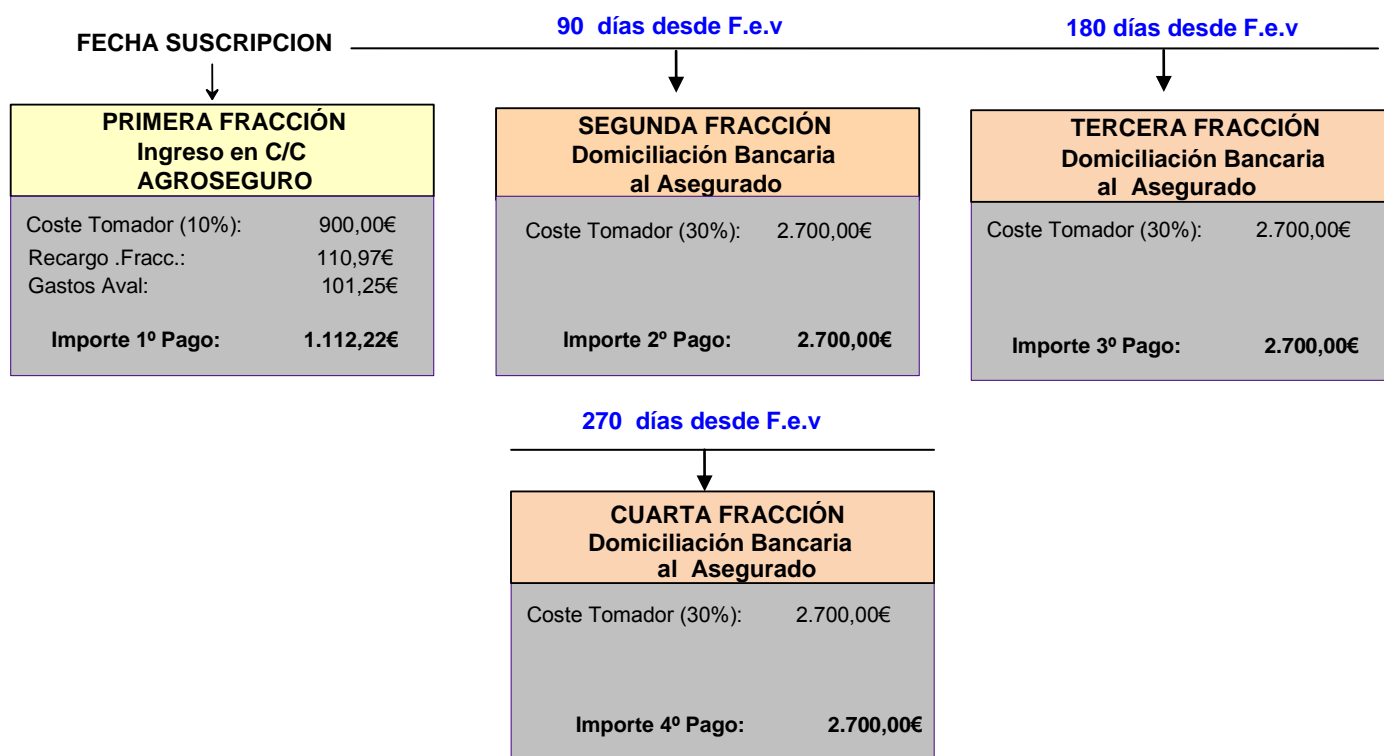 FECHA SUSCRIPCION
90 días desde F.e.v
180 días desde F.e.v
PRIMERA FRACCIÓN
Ingreso en C/C
AGROSEGURO
Coste Tomador (10%): 900,00€
Recargo .Fracc.: 110,97€
Gastos Aval: 101,25€
Importe 1º Pago: 1.112,22€
SEGUNDA FRACCIÓN
Domiciliación Bancaria
al Asegurado
Coste Tomador (30%): 2.700,00€
Importe 2º Pago: 2.700,00€
TERCERA FRACCIÓN
Domiciliación Bancaria
al Asegurado
Coste Tomador (30%): 2.700,00€
Importe 3º Pago: 2.700,00€
270 días desde F.e.v
CUARTA FRACCIÓN
Domiciliación Bancaria
al Asegurado
Coste Tomador (30%): 2.700,00€
Importe 4º Pago: 2.700,00€